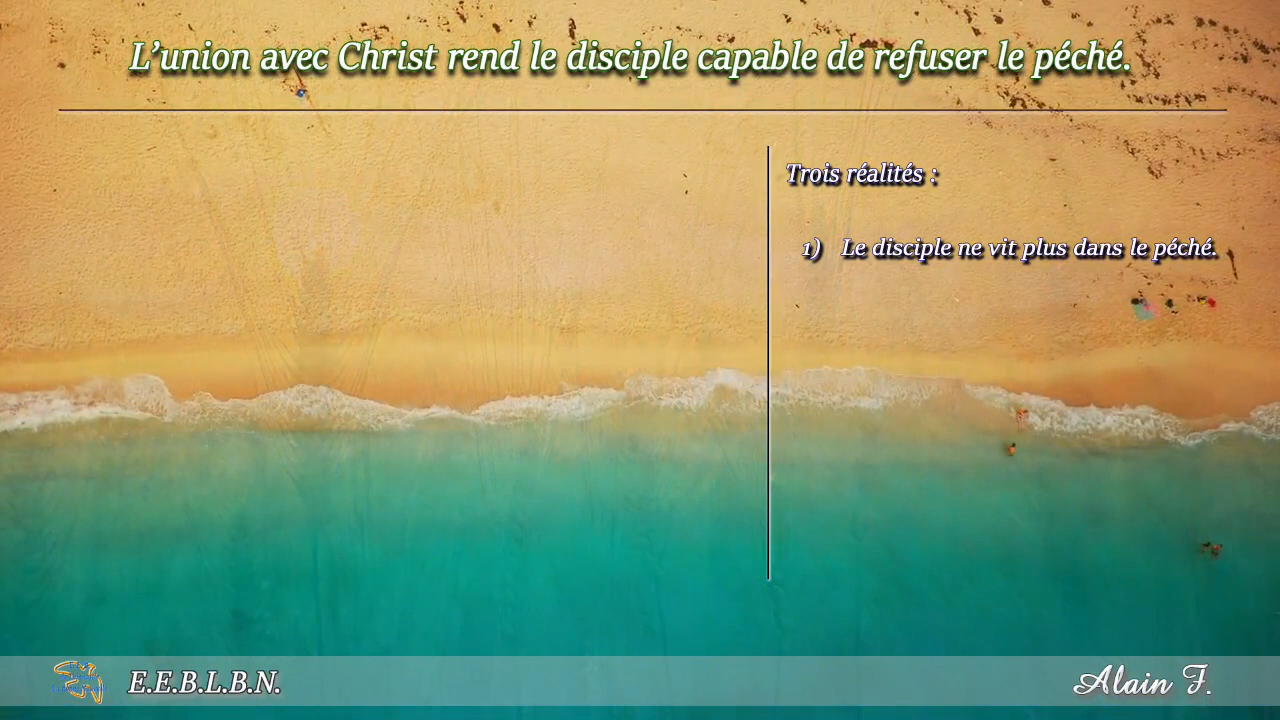 L’union avec Christ rend le disciple capable de refuser le péché.
Trois réalités :
1) Le disciple ne vit plus dans le péché.
E.E.B.L.B.N.
Alain F.